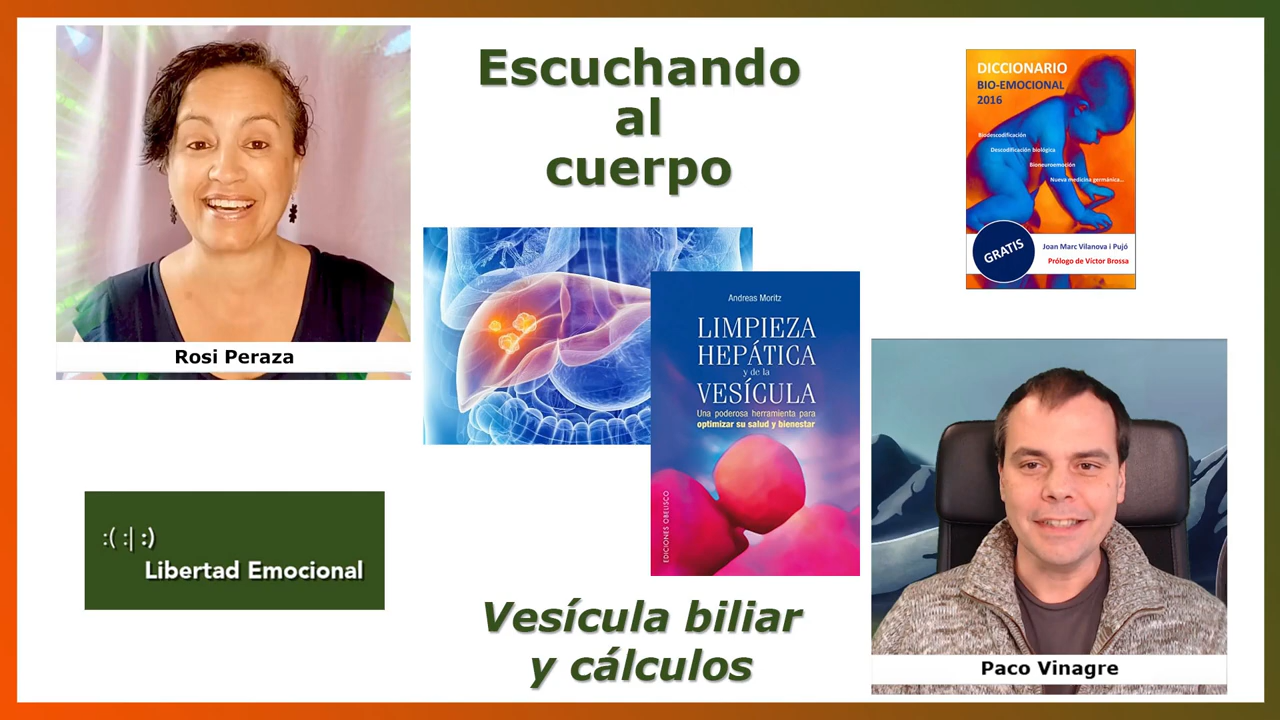 Escuchando
al
cuerpo
Rosi Peraza
DICCIONARIO
BIO-EMOCIONAL
2016
Biodescodificación
Descodificación biológica
Bioneuroemoción
Nueva medicina germánica...
GRATIS
Joan Marc Vilanova i Pujó
Prólogo de Víctor Brossa
Andreas Moritz
LIMPIEZA
HEPÁTICA
y de la
VESÍCULA
Una poderosa herramienta para
optimizar su salud y bienestar
EDICIONES OBELISCO
:( :| :)
Libertad Emocional
Vesícula biliar
y cálculos
Paco Vinagre